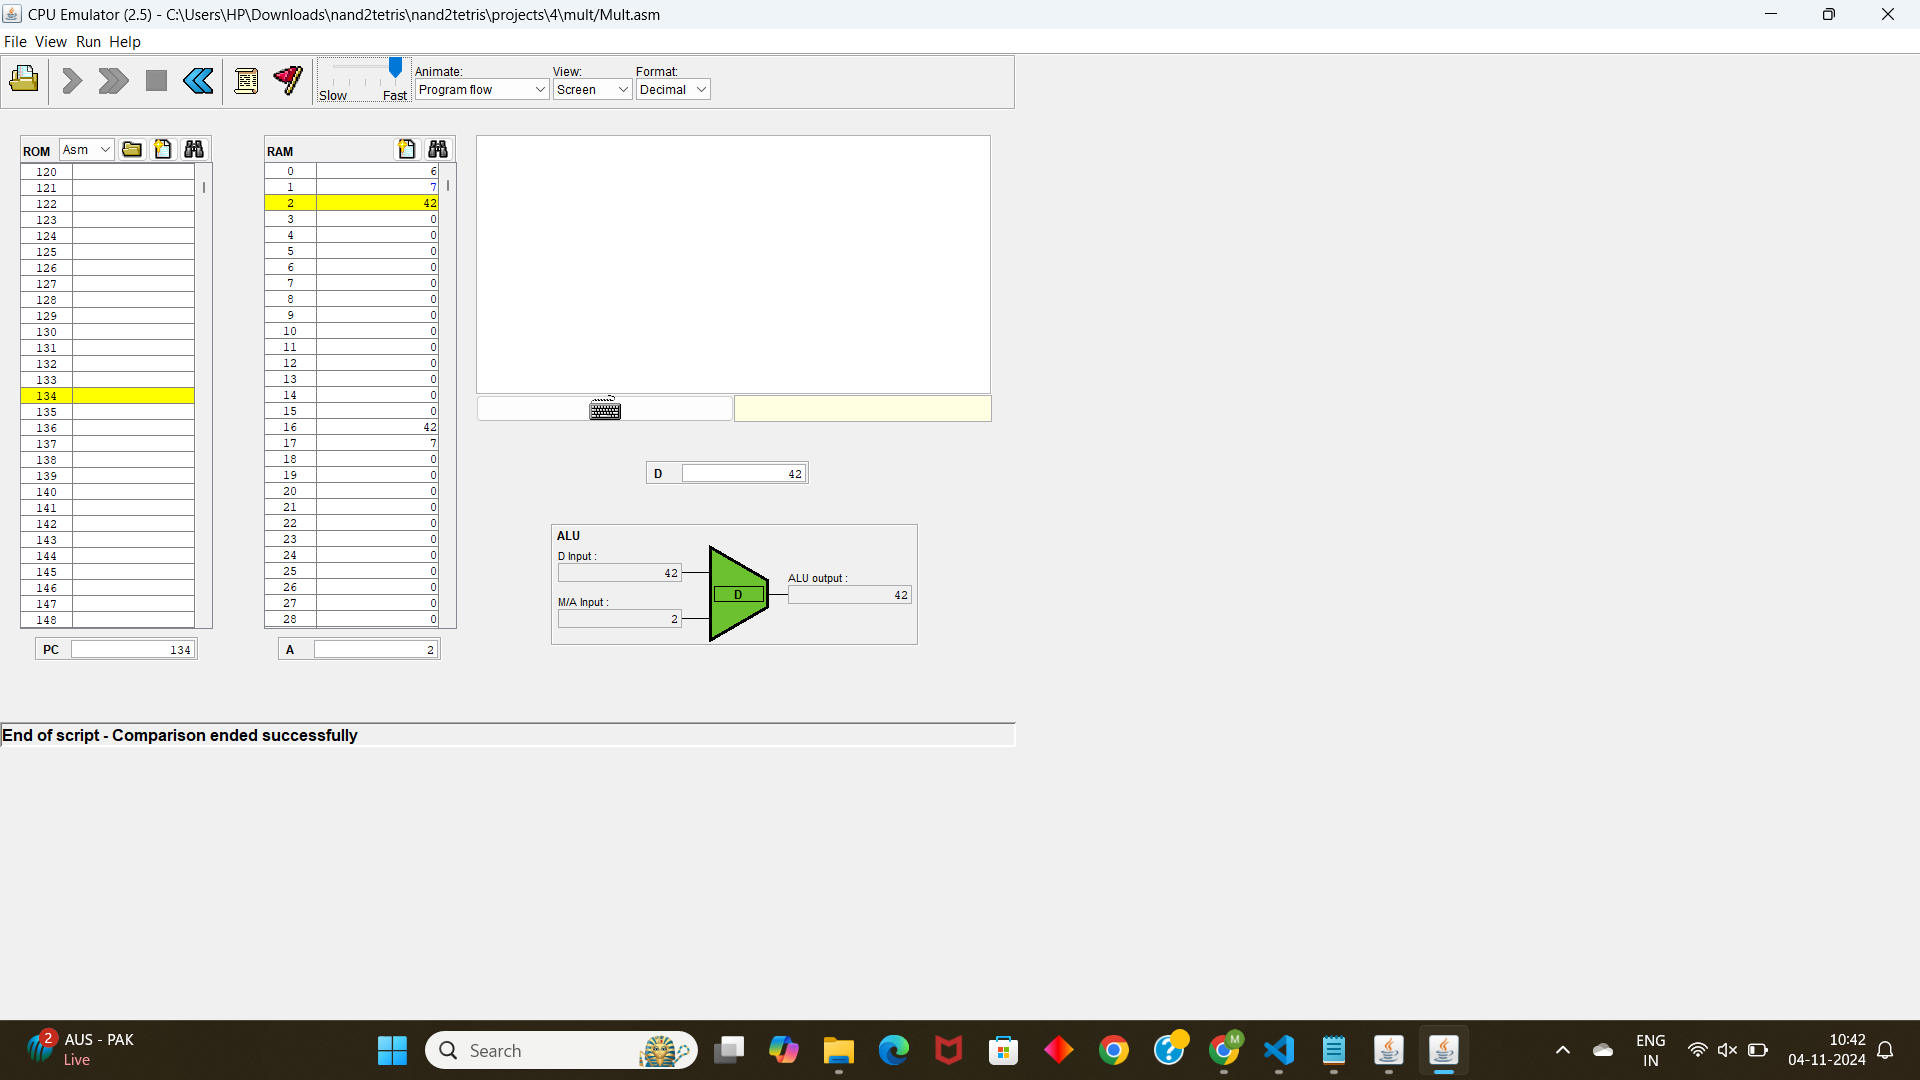 CPU Emulator (2.5) - C:\Users\HP\Downloads\nand2tetris\nand2tetris\projects\4\mult/Mult.asm
File View Run Help
Slow Fast
Animate:
Program flow
View:
Screen
Format:
Decimal
ROM Asm
120
121
122
123
124
125
126
127
128
129
130
131
132
133
134
135
136
137
138
139
140
141
142
143
144
145
146
147
148
PC 134
RAM
0 6
1 7
2 42
3 0
4 0
5 0
6 0
7 0
8 0
9 0
10 0
11 0
12 0
13 0
14 0
15 0
16 42
17 7
18 0
19 0
20 0
21 0
22 0
23 0
24 0
25 0
26 0
27 0
28 0
A 2
D 42
ALU
D Input :
42
M/A Input :
2
D
ALU output :
42
End of script - Comparison ended successfully
2
AUS - PAK
Live
Search
M
ENG
IN
10:42
04-11-2024